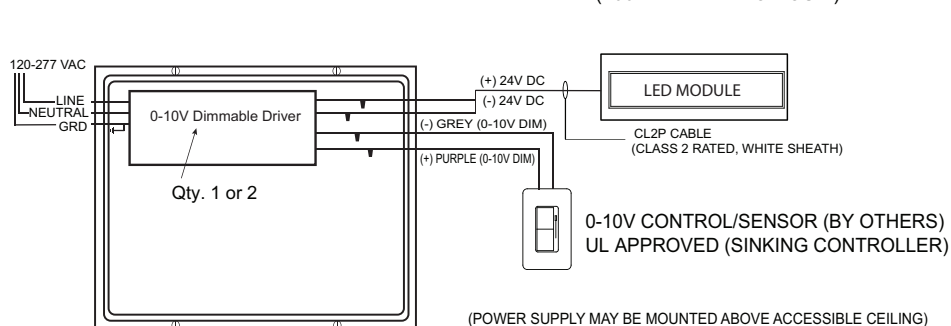 120-277 VAC
LINE
NEUTRAL
GRD
0-10V Dimmable Driver
Qty. 1 or 2
(+) 24V DC
(-) 24V DC
(-) GREY (0-10V DIM)
(+) PURPLE (0-10V DIM)
LED MODULE
CL2P CABLE
(CLASS 2 RATED, WHITE SHEATH)
0-10V CONTROL/SENSOR (BY OTHERS)
UL APPROVED (SINKING CONTROLLER)
(POWER SUPPLY MAY BE MOUNTED ABOVE ACCESSIBLE CEILING)